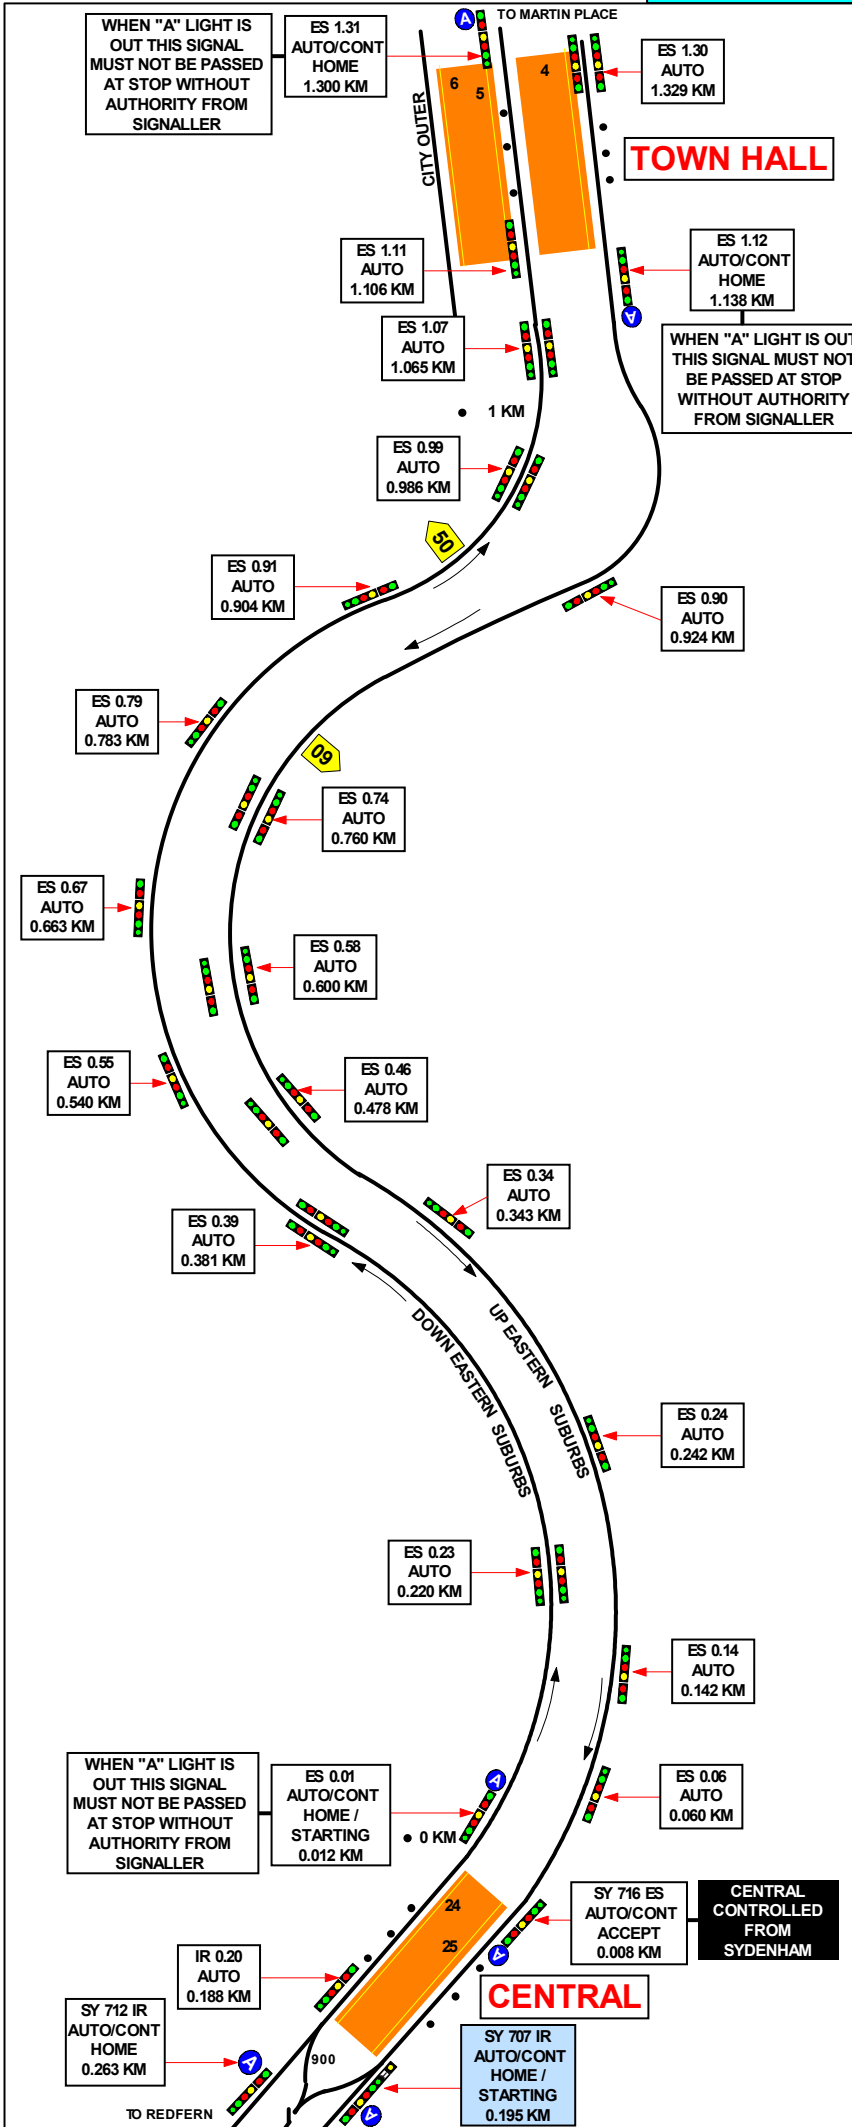 TO MARTIN PLACE
WHEN "A" LIGHT IS
OUT THIS SIGNAL
MUST NOT BE PASSED
AT STOP WITHOUT
AUTHORITY FROM
SIGNALLER
ES 1.31
AUTO/CONT
HOME
1.300 KM
A
ES 1.30
AUTO
1.329 KM
6
5
4
CITY OUTER
TOWN HALL
ES 1.11
AUTO
1.106 KM
ES 1.12
AUTO/CONT
HOME
1.138 KM
A
WHEN "A" LIGHT IS OUT
THIS SIGNAL MUST NOT
BE PASSED AT STOP
WITHOUT AUTHORITY
FROM SIGNALLER
ES 1.07
AUTO
1.065 KM
1 KM
ES 0.99
AUTO
0.986 KM
50
ES 0.91
AUTO
0.904 KM
ES 0.90
AUTO
0.924 KM
ES 0.79
AUTO
0.783 KM
60
ES 0.74
AUTO
0.760 KM
ES 0.67
AUTO
0.663 KM
ES 0.58
AUTO
0.600 KM
ES 0.55
AUTO
0.540 KM
ES 0.46
AUTO
0.478 KM
ES 0.34
AUTO
0.343 KM
ES 0.39
AUTO
0.381 KM
UP EASTERN SUBURBS
DOWN EASTERN SUBURBS
ES 0.24
AUTO
0.242 KM
ES 0.23
AUTO
0.220 KM
ES 0.14
AUTO
0.142 KM
WHEN "A" LIGHT IS
OUT THIS SIGNAL
MUST NOT BE PASSED
AT STOP WITHOUT
AUTHORITY FROM
SIGNALLER
ES 0.01
AUTO/CONT
HOME /
STARTING
0.012 KM
A
0 KM
ES 0.06
AUTO
0.060 KM
24
25
SY 716 ES
AUTO/CONT
ACCEPT
0.008 KM
CENTRAL
CONTROLLED
FROM
SYDENHAM
A
IR 0.20
AUTO
0.188 KM
CENTRAL
SY 712 IR
AUTO/CONT
HOME
0.263 KM
A
900
SY 707 IR
AUTO/CONT
HOME /
STARTING
0.195 KM
A
TO REDFERN